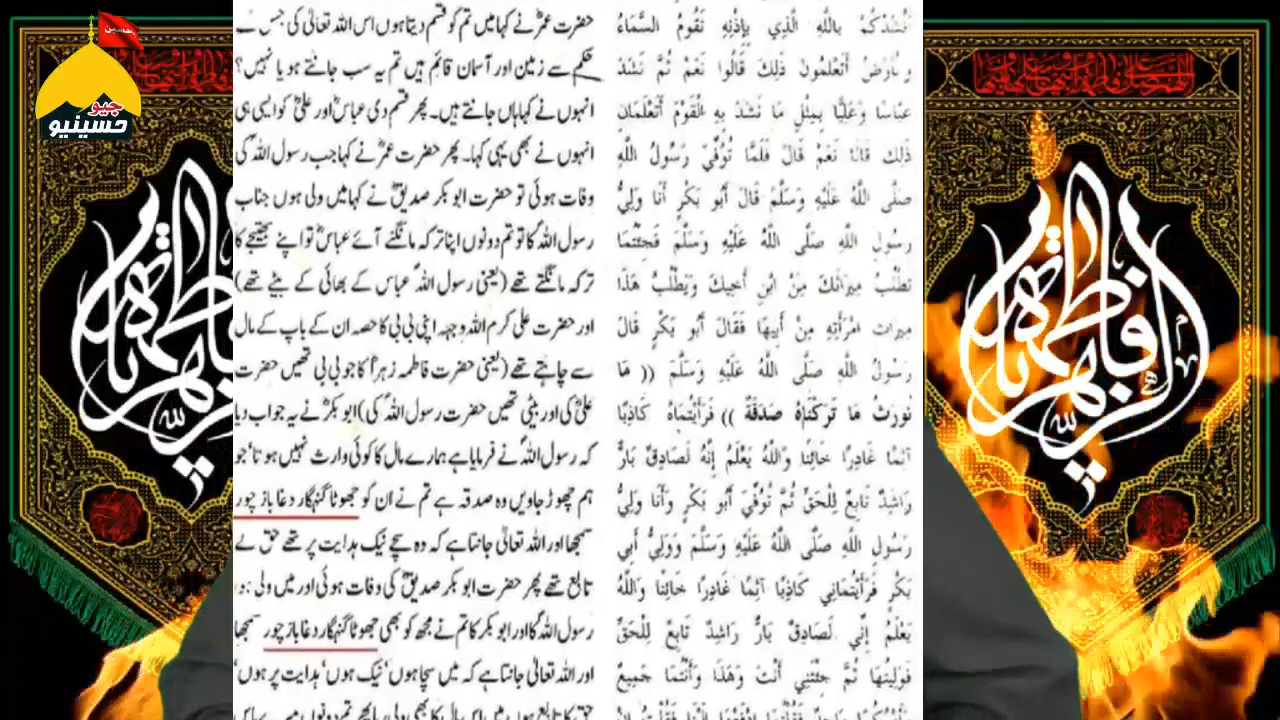 حسینیو
جیو
حضرت عمرؓ نے کہا میں تم کو قسم دیتا ہوں اس اللہ تعالیٰ کی جس کے
حکم سے زمین اور آسمان قائم ہیں تم یہ سب جانتے ہو یا نہیں؟
انہوں نے کہا ہاں جانتے ہیں۔ پھر قسم دی عباسؓ اور علیؓ کو ایسی ہی
انہوں نے بھی یہی کہا۔ پھر حضرت عمرؓ نے کہا جب رسول اللہؐ کی
وفات ہوئی تو حضرت ابو بکر صدیقؓ نے کہا میں ولی ہوں جناب
رسول اللہؐ کا تو تم دونوں اپنا ترکہ مانگنے آئے عباسؓ تو اپنے بھتیجے کا
ترکہ مانگتے تھے (یعنی رسول اللہؐ عباس کے بھائی کے بیٹے تھے)
اور حضرت علی کرم اللہ وجہہ اپنی بی بی کا حصہ ان کے باپ کے مال
سے چاہتے تھے (یعنی حضرت فاطمہ زہراؓ کا جو بی بی تھیں حضرت
علیؓ کی اور بیٹی تھیں حضرت رسول اللہؐ کی) ابو بکرؓ نے یہ جواب دیا
کہ رسول اللہؐ نے فرمایا ہے ہمارے مال کا کوئی وارث نہیں ہوتا‘ جو
ہم چھوڑ جاویں وہ صدقہ ہے تم نے ان کو جھوٹا گنہگار دغا باز چور
سمجھا اور اللہ تعالیٰ جانتا ہے کہ وہ سچے نیک ہدایت پر تھے حق کے
تابع تھے پھر حضرت ابو بکر صدیقؓ کی وفات ہوئی اور میں ولی ہوں
رسول اللہؐ کا اور ابو بکر کا تم نے مجھ کو بھی جھوٹا گنہگار دغا باز چور سمجھا
اور اللہ تعالیٰ جانتا ہے کہ میں سچا ہوں‘ نیک ہوں‘ ہدایت پر ہوں‘
نَشُدُكُمْ بِاللَّهِ الَّذِي بِإِذْنِهِ تَقُومُ السَّمَاءُ
وَالْأَرْضُ أَتَعْلَمُونَ ذَلِكَ قَالُوا نَعَمْ ثُمَّ نَشَدَ
عَبَّاسًا وَعَلِيًّا بِمِثْلِ مَا نَشَدَ بِهِ الْقَوْمَ أَتَعْلَمَانِ
ذَلِكَ قَالَا نَعَمْ قَالَ فَلَمَّا تُوُفِّيَ رَسُولُ اللَّهِ
صَلَّى اللَّهُ عَلَيْهِ وَسَلَّمَ قَالَ أَبُو بَكْرٍ أَنَا وَلِيُّ
رَسُولِ اللَّهِ صَلَّى اللَّهُ عَلَيْهِ وَسَلَّمَ فَجِئْتُمَا
تَطْلُبُ مِيرَاثَكَ مِنْ ابْنِ أَخِيكَ وَيَطْلُبُ هَذَا
مِيرَاثَ امْرَأَتِهِ مِنْ أَبِيهَا فَقَالَ أَبُو بَكْرٍ قَالَ
رَسُولُ اللَّهِ صَلَّى اللَّهُ عَلَيْهِ وَسَلَّمَ (( مَا
نُورَثُ مَا تَرَكْنَاهُ صَدَقَةٌ )) فَرَأَيْتُمَاهُ كَاذِبًا
آثِمًا غَادِرًا خَائِنًا وَاللَّهُ يَعْلَمُ إِنَّهُ لَصَادِقٌ بَارٌّ
رَاشِدٌ تَابِعٌ لِلْحَقِّ ثُمَّ تُوُفِّيَ أَبُو بَكْرٍ وَأَنَا وَلِيُّ
رَسُولِ اللَّهِ صَلَّى اللَّهُ عَلَيْهِ وَسَلَّمَ وَوَلِيُّ أَبِي
بَكْرٍ فَرَأَيْتُمَانِي كَاذِبًا آثِمًا غَادِرًا خَائِنًا وَاللَّهُ
يَعْلَمُ إِنِّي لَصَادِقٌ بَارٌّ رَاشِدٌ تَابِعٌ لِلْحَقِّ
فَوَلِيتُهَا ثُمَّ جِئْتَنِي أَنْتَ وَهَذَا وَأَنْتُمَا جَمِيعٌ
فاطمة الزهراء